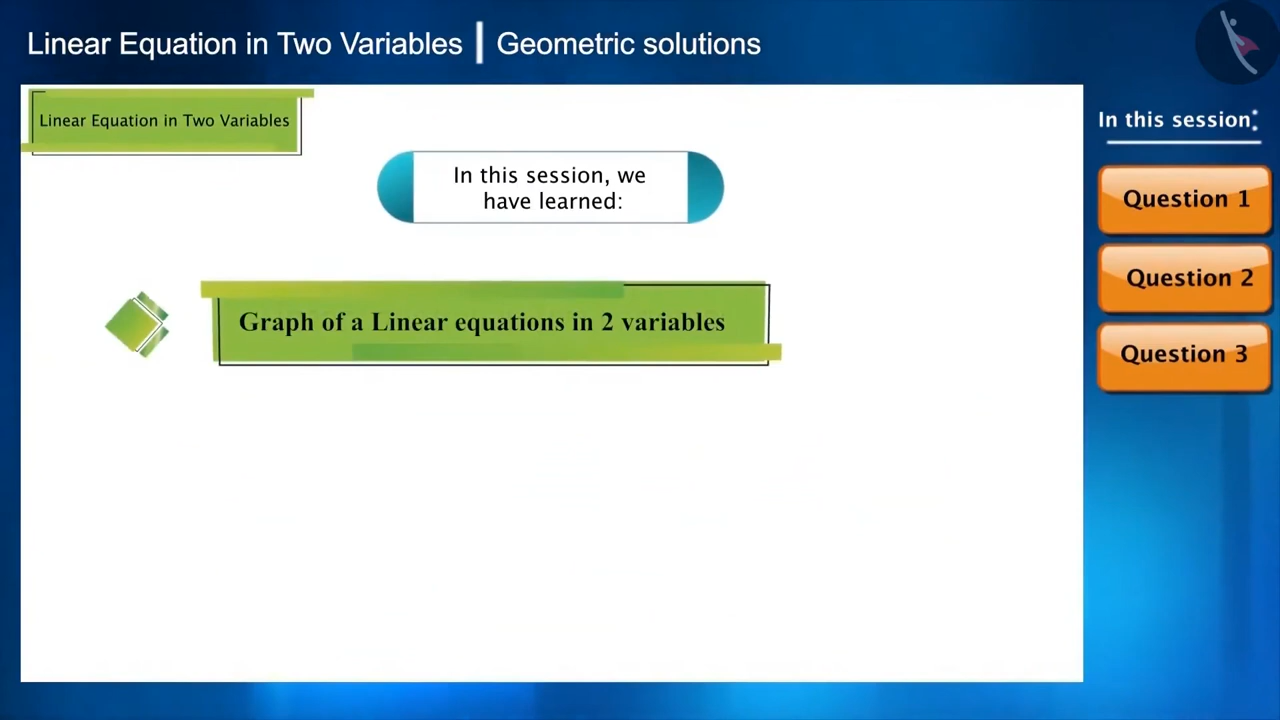 Linear Equation in Two Variables | Geometric solutions
Linear Equation in Two Variables
In this session, we
have learned:
Graph of a Linear equations in 2 variables
In this session:
Question 1
Question 2
Question 3